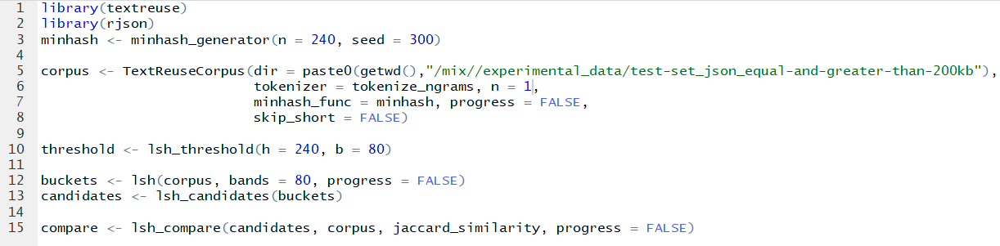 1 library(textreuse)
2 library(rjson)
3 minhash <- minhash_generator(n = 240, seed = 300)
4
5 corpus <- TextReuseCorpus(dir = paste0(getwd(),"/mix//experimental_data/test-set_json_equal-and-greater-than-200kb"),
6 tokenizer = tokenize_ngrams, n = 1,
7 minhash_func = minhash, progress = FALSE,
8 skip_short = FALSE)
9
10 threshold <- lsh_threshold(h = 240, b = 80)
11
12 buckets <- lsh(corpus, bands = 80, progress = FALSE)
13 candidates <- lsh_candidates(buckets)
14
15 compare <- lsh_compare(candidates, corpus, jaccard_similarity, progress = FALSE)